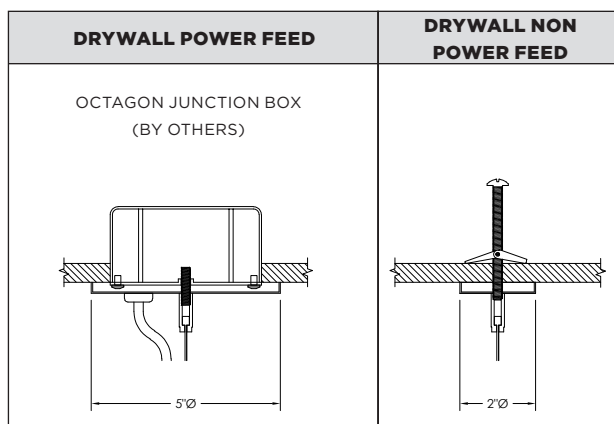 DRYWALL POWER FEED
DRYWALL NON
POWER FEED
OCTAGON JUNCTION BOX
(BY OTHERS)
5"Ø
2"Ø